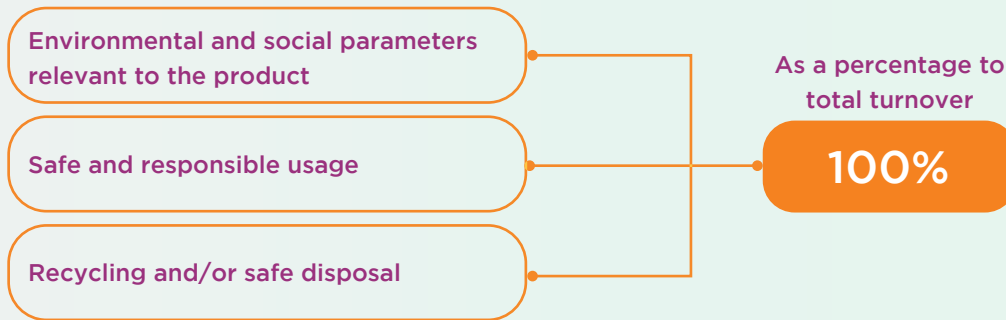 Environmental and social parameters
relevant to the product
Safe and responsible usage
Recycling and/or safe disposal
As a percentage to
total turnover
100%